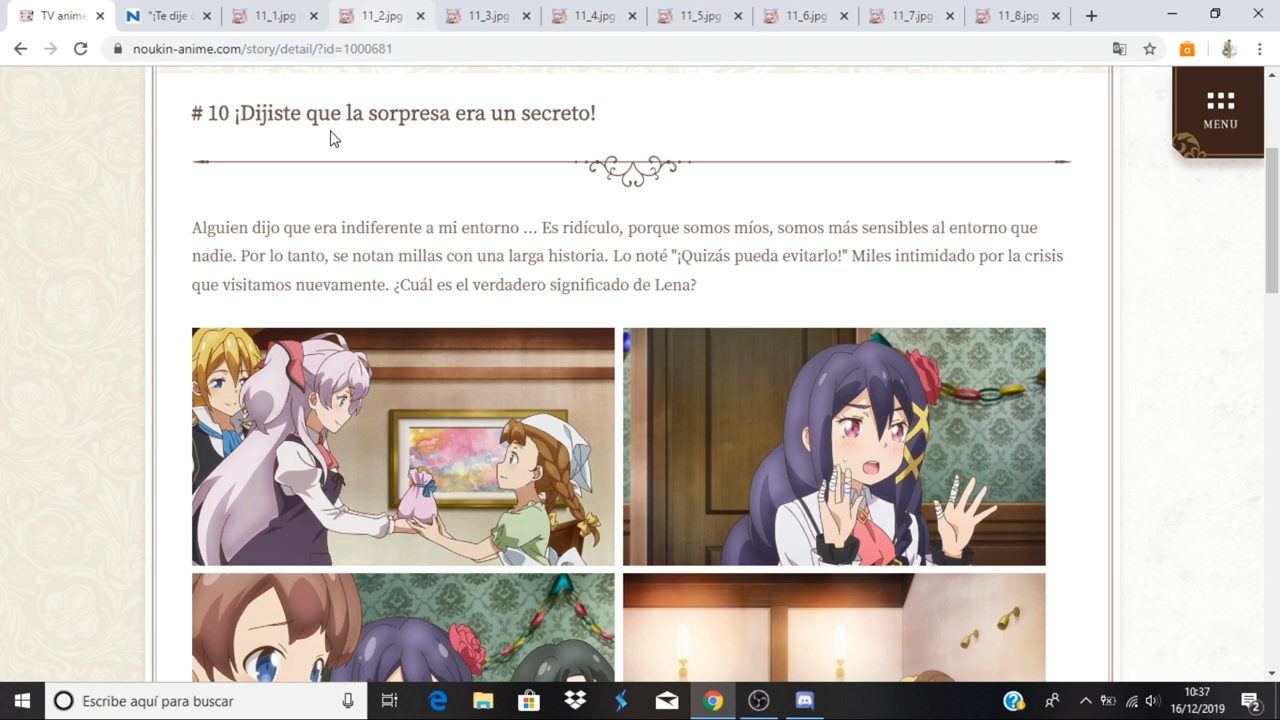 TV anime
"¡Te dije c
11_1.jpg
11_2.jpg
11_3.jpg
11_4.jpg
11_5.jpg
11_6.jpg
11_7.jpg
11_8.jpg
noukin-anime.com/story/detail/?id=1000681
MENU
# 10 ¡Dijiste que la sorpresa era un secreto!
Alguien dijo que era indiferente a mi entorno ... Es ridículo, porque somos míos, somos más sensibles al entorno que
nadie. Por lo tanto, se notan millas con una larga historia. Lo noté "¡Quizás pueda evitarlo!" Miles intimidado por la crisis
que visitamos nuevamente. ¿Cuál es el verdadero significado de Lena?
Escribe aquí para buscar
10:37
16/12/2019
2